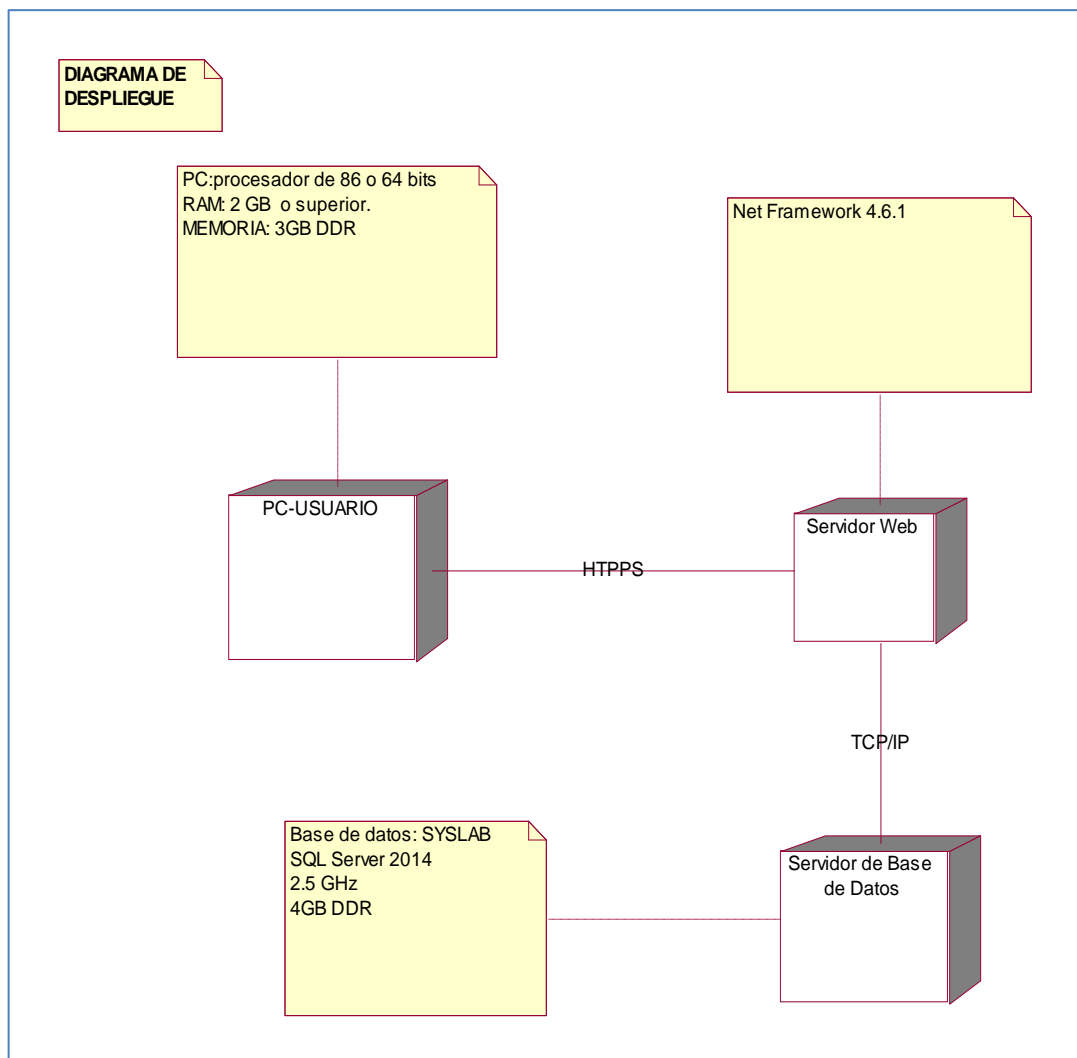 DIAGRAMA DE
DESPLIEGUE
PC:procesador de 86 o 64 bits
RAM: 2 GB o superior.
MEMORIA: 3GB DDR
Net Framework 4.6.1
PC-USUARIO
Servidor Web
HTPPS
TCP/IP
Base de datos: SYSLAB
SQL Server 2014
2.5 GHz
4GB DDR
Servidor de Base
de Datos